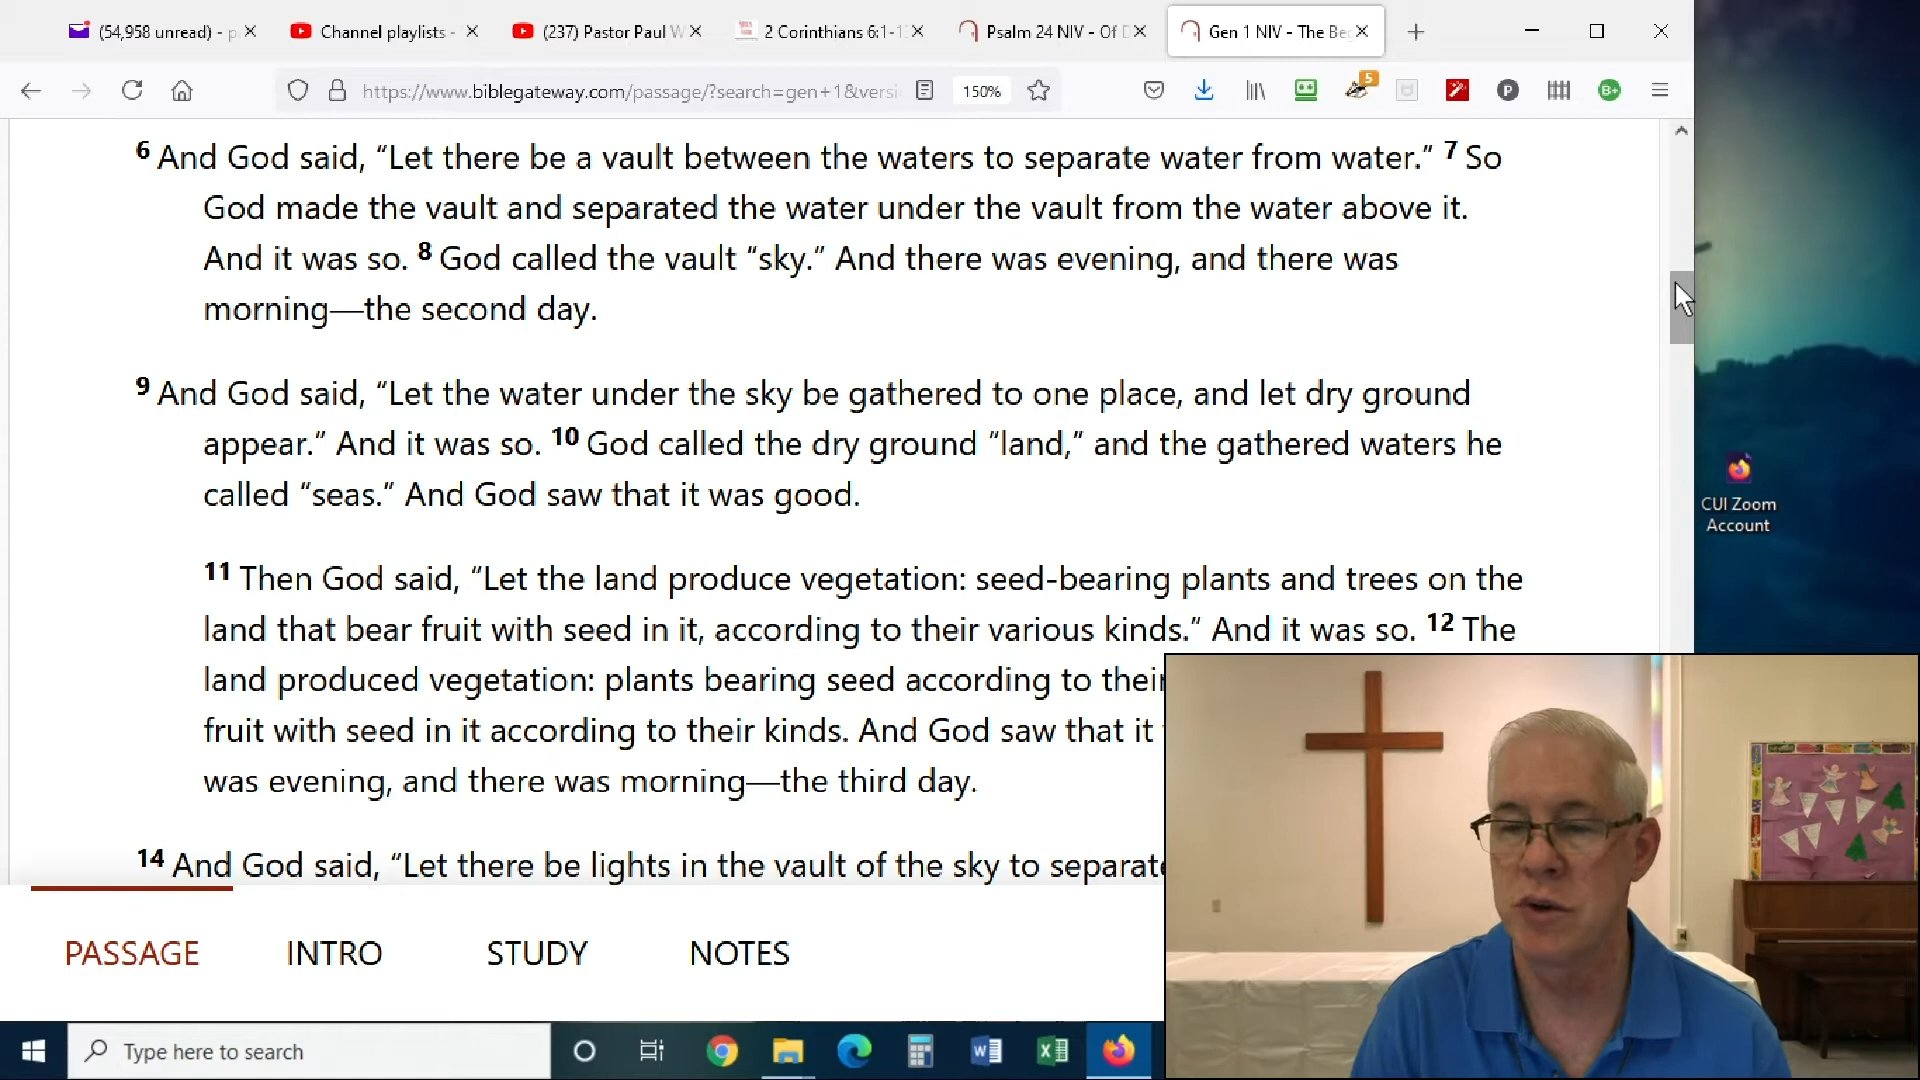 (54,958 unread) - p
Channel playlists -
(237) Pastor Paul W
2 Corinthians 6:1-1
Psalm 24 NIV - Of D
Gen 1 NIV - The Beg
https://www.biblegateway.com/passage/?search=gen+1&versi
150%
5
P
B+
6 And God said, “Let there be a vault between the waters to separate water from water.” 7 So
God made the vault and separated the water under the vault from the water above it.
And it was so. 8 God called the vault “sky.” And there was evening, and there was
morning—the second day.
9 And God said, “Let the water under the sky be gathered to one place, and let dry ground
appear.” And it was so. 10 God called the dry ground “land,” and the gathered waters he
called “seas.” And God saw that it was good.
CUI Zoom
Account
11 Then God said, “Let the land produce vegetation: seed-bearing plants and trees on the
land that bear fruit with seed in it, according to their various kinds.” And it was so. 12 The
land produced vegetation: plants bearing seed according to their
fruit with seed in it according to their kinds. And God saw that it
was evening, and there was morning—the third day.
14 And God said, “Let there be lights in the vault of the sky to separate
PASSAGE INTRO STUDY NOTES
Type here to search